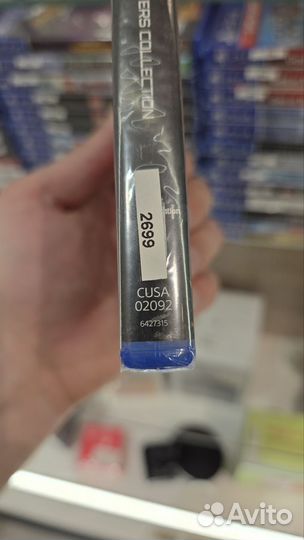 ERS COLLECTION
2699
CUSA
02092
6427315
Avito